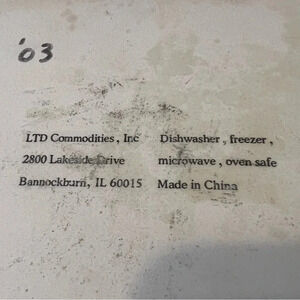 '03
LTD Commodities , Inc
2800 Lakeside Drive
Bannockburn, IL 60015
Dishwasher , freezer ,
microwave , oven safe
Made in China